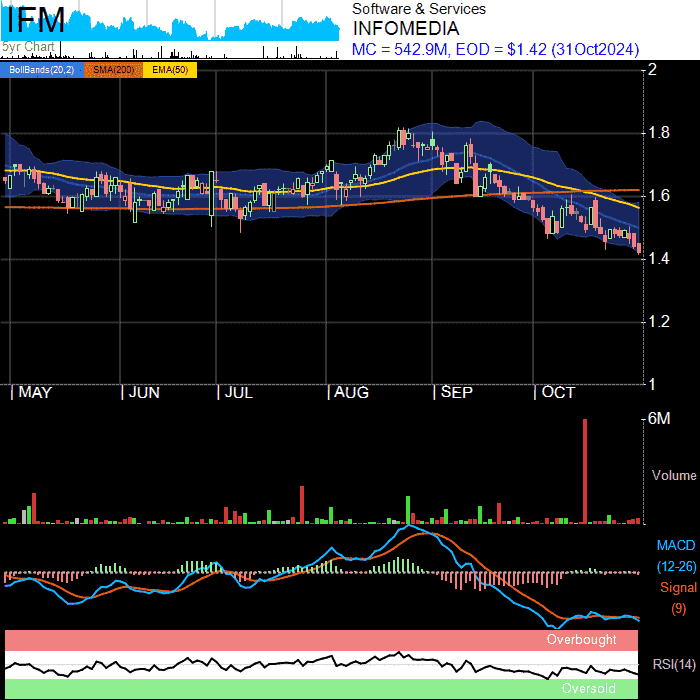 IFM
5yr Chart
Software & Services
INFOMEDIA
MC = 542.9M, EOD = $1.42 (31Oct2024)
BollBands(20,2) SMA(200) EMA(50)
2
1.8
1.6
1.4
1.2
1
MAY JUN JUL AUG SEP OCT
6M
Volume
MACD
(12-26)
Signal
(9)
Overbought
RSI(14)
Oversold